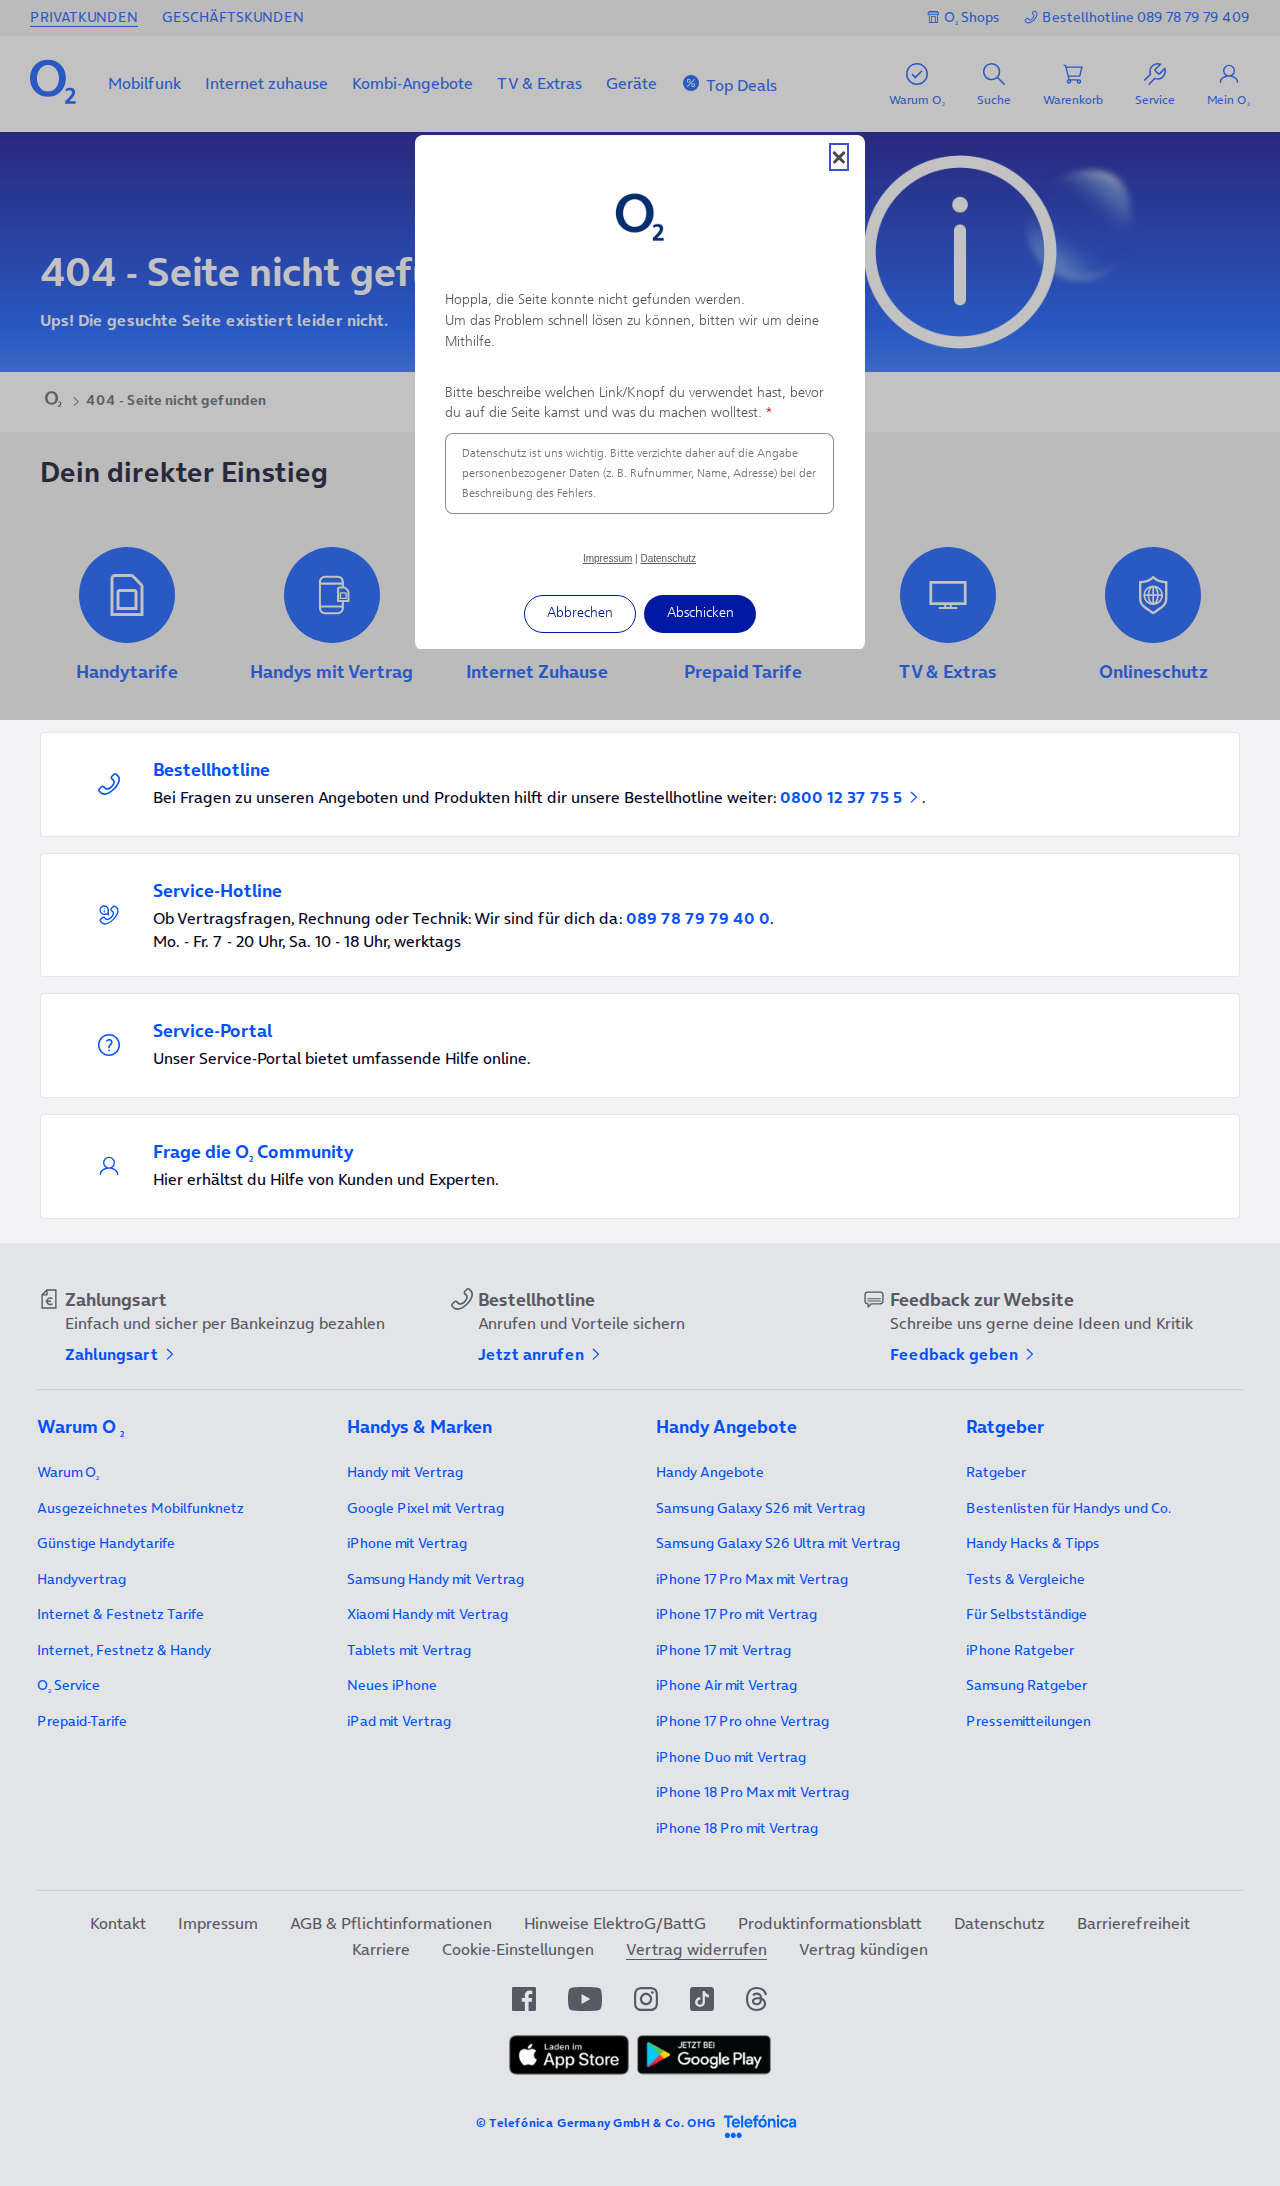 PRIVATKUNDEN GESCHÄFTSKUNDEN O₂ Shops Bestellhotline 089 78 79 79 409
O₂ Mobilfunk Internet zuhause Kombi-Angebote TV & Extras Geräte Top Deals Warum O₂ Suche Warenkorb Service Mein O₂
O₂
404 - Seite nicht gefu
Ups! Die gesuchte Seite existiert leider nicht.
Hoppla, die Seite konnte nicht gefunden werden.
Um das Problem schnell lösen zu können, bitten wir um deine
Mithilfe.
Bitte beschreibe welchen Link/Knopf du verwendet hast, bevor
du auf die Seite kamst und was du machen wolltest. *
Datenschutz ist uns wichtig. Bitte verzichte daher auf die Angabe
personenbezogener Daten (z. B. Rufnummer, Name, Adresse) bei der
Beschreibung des Fehlers.
Impressum | Datenschutz
Abbrechen Abschicken
O₂ 404 - Seite nicht gefunden
Dein direkter Einstieg
Handytarife Handys mit Vertrag Internet Zuhause Prepaid Tarife TV & Extras Onlineschutz
Bestellhotline
Bei Fragen zu unseren Angeboten und Produkten hilft dir unsere Bestellhotline weiter: 0800 12 37 75 5 .
Service-Hotline
Ob Vertragsfragen, Rechnung oder Technik: Wir sind für dich da: 089 78 79 79 40 0.
Mo. - Fr. 7 - 20 Uhr, Sa. 10 - 18 Uhr, werktags
Service-Portal
Unser Service-Portal bietet umfassende Hilfe online.
Frage die O₂ Community
Hier erhältst du Hilfe von Kunden und Experten.
Zahlungsart
Einfach und sicher per Bankeinzug bezahlen
Zahlungsart
Bestellhotline
Anrufen und Vorteile sichern
Jetzt anrufen
Feedback zur Website
Schreibe uns gerne deine Ideen und Kritik
Feedback geben
Warum O ₂
Warum O₂
Ausgezeichnetes Mobilfunknetz
Günstige Handytarife
Handyvertrag
Internet & Festnetz Tarife
Internet, Festnetz & Handy
O₂ Service
Prepaid-Tarife
Handys & Marken
Handy mit Vertrag
Google Pixel mit Vertrag
iPhone mit Vertrag
Samsung Handy mit Vertrag
Xiaomi Handy mit Vertrag
Tablets mit Vertrag
Neues iPhone
iPad mit Vertrag
Handy Angebote
Handy Angebote
Samsung Galaxy S26 mit Vertrag
Samsung Galaxy S26 Ultra mit Vertrag
iPhone 17 Pro Max mit Vertrag
iPhone 17 Pro mit Vertrag
iPhone 17 mit Vertrag
iPhone Air mit Vertrag
iPhone 17 Pro ohne Vertrag
iPhone Duo mit Vertrag
iPhone 18 Pro Max mit Vertrag
iPhone 18 Pro mit Vertrag
Ratgeber
Ratgeber
Bestenlisten für Handys und Co.
Handy Hacks & Tipps
Tests & Vergleiche
Für Selbstständige
iPhone Ratgeber
Samsung Ratgeber
Pressemitteilungen
Kontakt Impressum AGB & Pflichtinformationen Hinweise ElektroG/BattG Produktinformationsblatt Datenschutz Barrierefreiheit
Karriere Cookie-Einstellungen Vertrag widerrufen Vertrag kündigen
Laden im App Store JETZT BEI Google Play
© Telefónica Germany GmbH & Co. OHG Telefónica